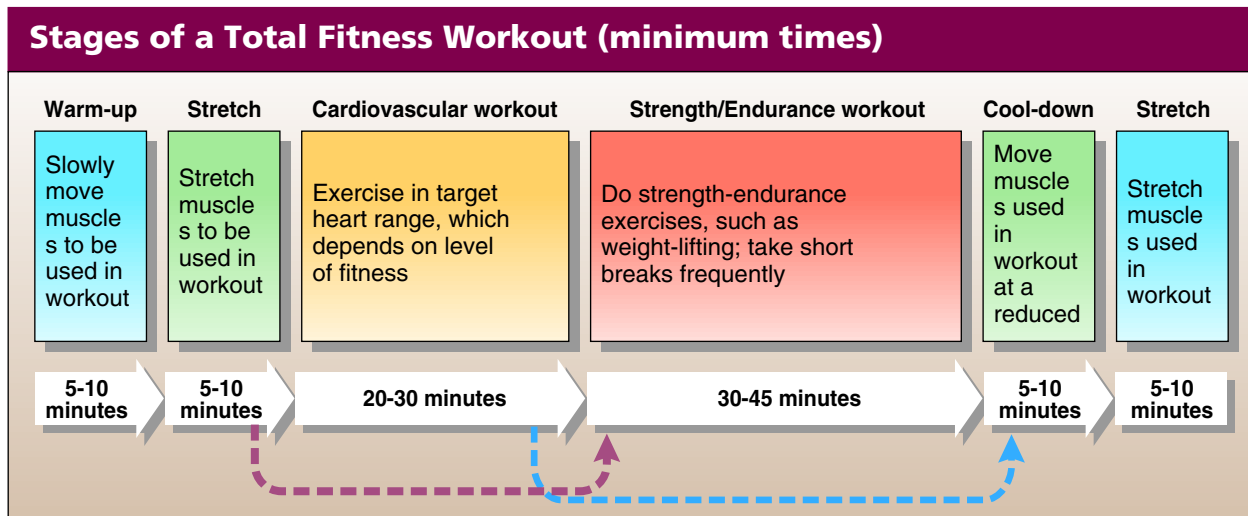 Stages of a Total Fitness Workout (minimum times)
Warm-up
Slowly
move
muscle
s to be
used in
workout
5-10
minutes
Stretch
Stretch
muscle
s to be
used in
workout
5-10
minutes
Cardiovascular workout
Exercise in target
heart range, which
depends on level
of fitness
20-30 minutes
Strength/Endurance workout
Do strength-endurance
exercises, such as
weight-lifting; take short
breaks frequently
30-45 minutes
Cool-down
Move
muscle
s used
in
workout
at a
reduced
5-10
minutes
Stretch
Stretch
muscle
s used
in
workout
5-10
minutes